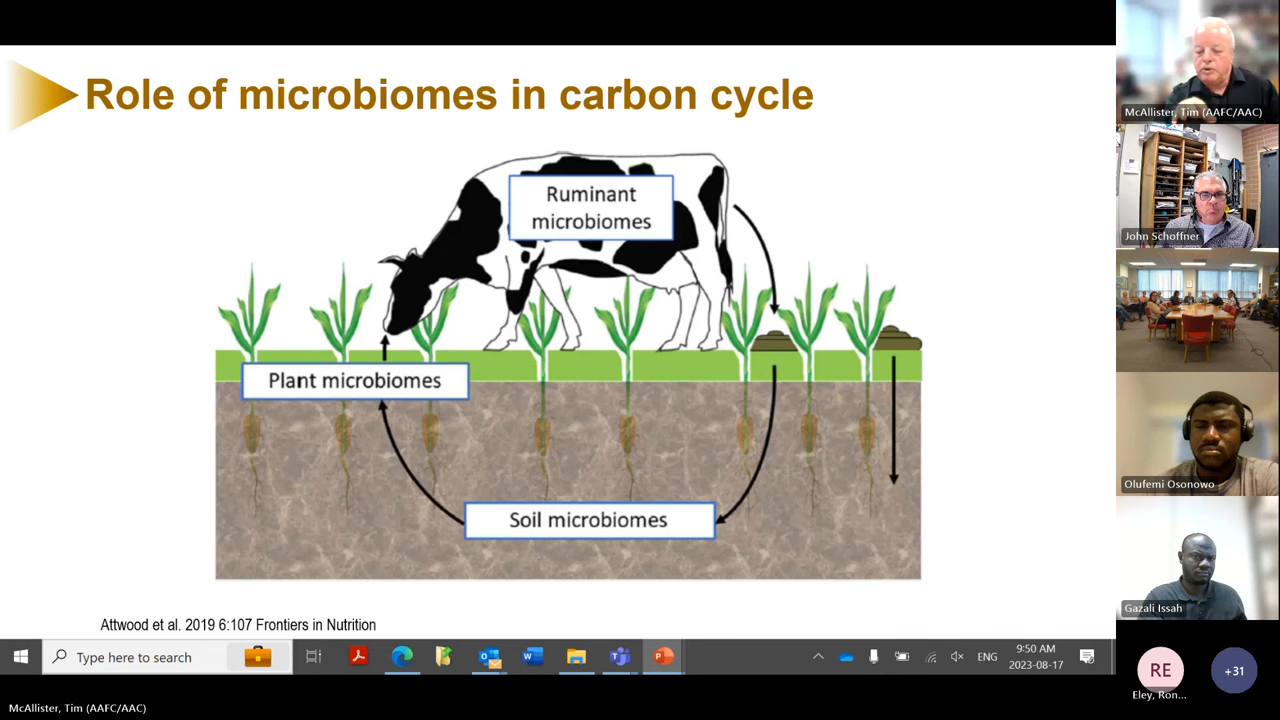 Role of microbiomes in carbon cycle
Ruminant
microbiomes
Plant microbiomes
Soil microbiomes
Attwood et al. 2019 6:107 Frontiers in Nutrition
Type here to search
ENG
9:50 AM
2023-08-17
McAllister, Tim (AAFC/AAC)
McAllister, Tim (AAFC/AAC)
John Schoffner
Olufemi Osonowo
Gazali Issah
RE
Eley, Ron...
+31